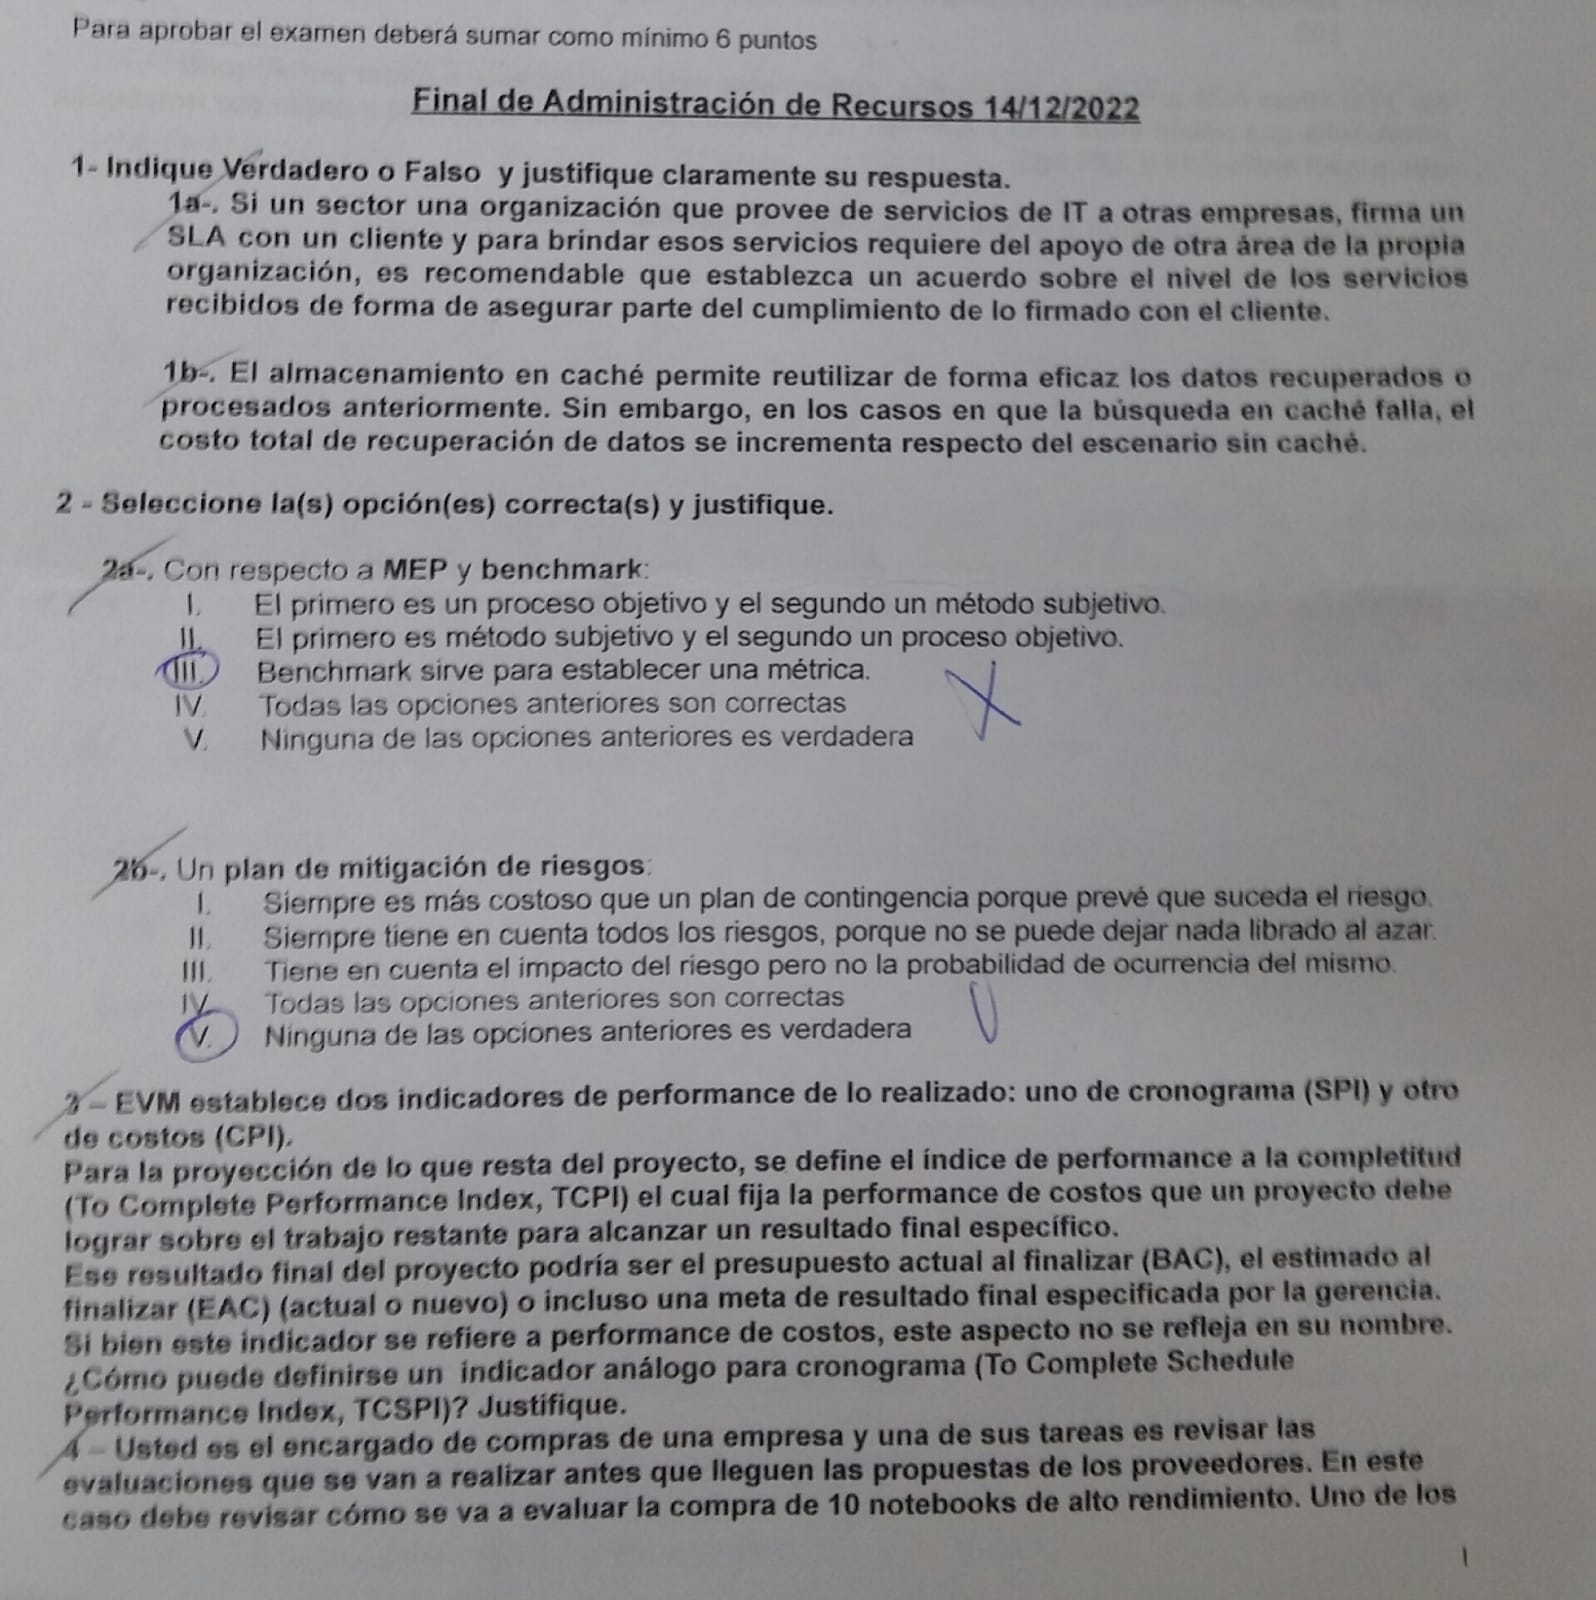 Para aprobar el examen deberá sumar como mínimo 6 puntos
Final de Administración de Recursos 14/12/2022
1- Indique Verdadero o Falso y justifique claramente su respuesta.
1a-. Si un sector una organización que provee de servicios de IT a otras empresas, firma un
SLA con un cliente y para brindar esos servicios requiere del apoyo de otra área de la propia
organización, es recomendable que establezca un acuerdo sobre el nivel de los servicios
recibidos de forma de asegurar parte del cumplimiento de lo firmado con el cliente.
1b-. El almacenamiento en caché permite reutilizar de forma eficaz los datos recuperados o
procesados anteriormente. Sin embargo, en los casos en que la búsqueda en caché falla, el
costo total de recuperación de datos se incrementa respecto del escenario sin caché.
2 - Seleccione la(s) opción(es) correcta(s) y justifique.
2a-. Con respecto a MEP y benchmark:
I. El primero es un proceso objetivo y el segundo un método subjetivo.
II. El primero es método subjetivo y el segundo un proceso objetivo.
III. Benchmark sirve para establecer una métrica.
IV. Todas las opciones anteriores son correctas
V. Ninguna de las opciones anteriores es verdadera
2b-. Un plan de mitigación de riesgos:
I. Siempre es más costoso que un plan de contingencia porque prevé que suceda el riesgo.
II. Siempre tiene en cuenta todos los riesgos, porque no se puede dejar nada librado al azar.
III. Tiene en cuenta el impacto del riesgo pero no la probabilidad de ocurrencia del mismo.
IV. Todas las opciones anteriores son correctas
V. Ninguna de las opciones anteriores es verdadera
3 – EVM establece dos indicadores de performance de lo realizado: uno de cronograma (SPI) y otro
de costos (CPI).
Para la proyección de lo que resta del proyecto, se define el índice de performance a la completitud
(To Complete Performance Index, TCPI) el cual fija la performance de costos que un proyecto debe
lograr sobre el trabajo restante para alcanzar un resultado final específico.
Ese resultado final del proyecto podría ser el presupuesto actual al finalizar (BAC), el estimado al
finalizar (EAC) (actual o nuevo) o incluso una meta de resultado final especificada por la gerencia.
Si bien este indicador se refiere a performance de costos, este aspecto no se refleja en su nombre.
¿Cómo puede definirse un indicador análogo para cronograma (To Complete Schedule
Performance Index, TCSPI)? Justifique.
4 – Usted es el encargado de compras de una empresa y una de sus tareas es revisar las
evaluaciones que se van a realizar antes que lleguen las propuestas de los proveedores. En este
caso debe revisar cómo se va a evaluar la compra de 10 notebooks de alto rendimiento. Uno de los
1